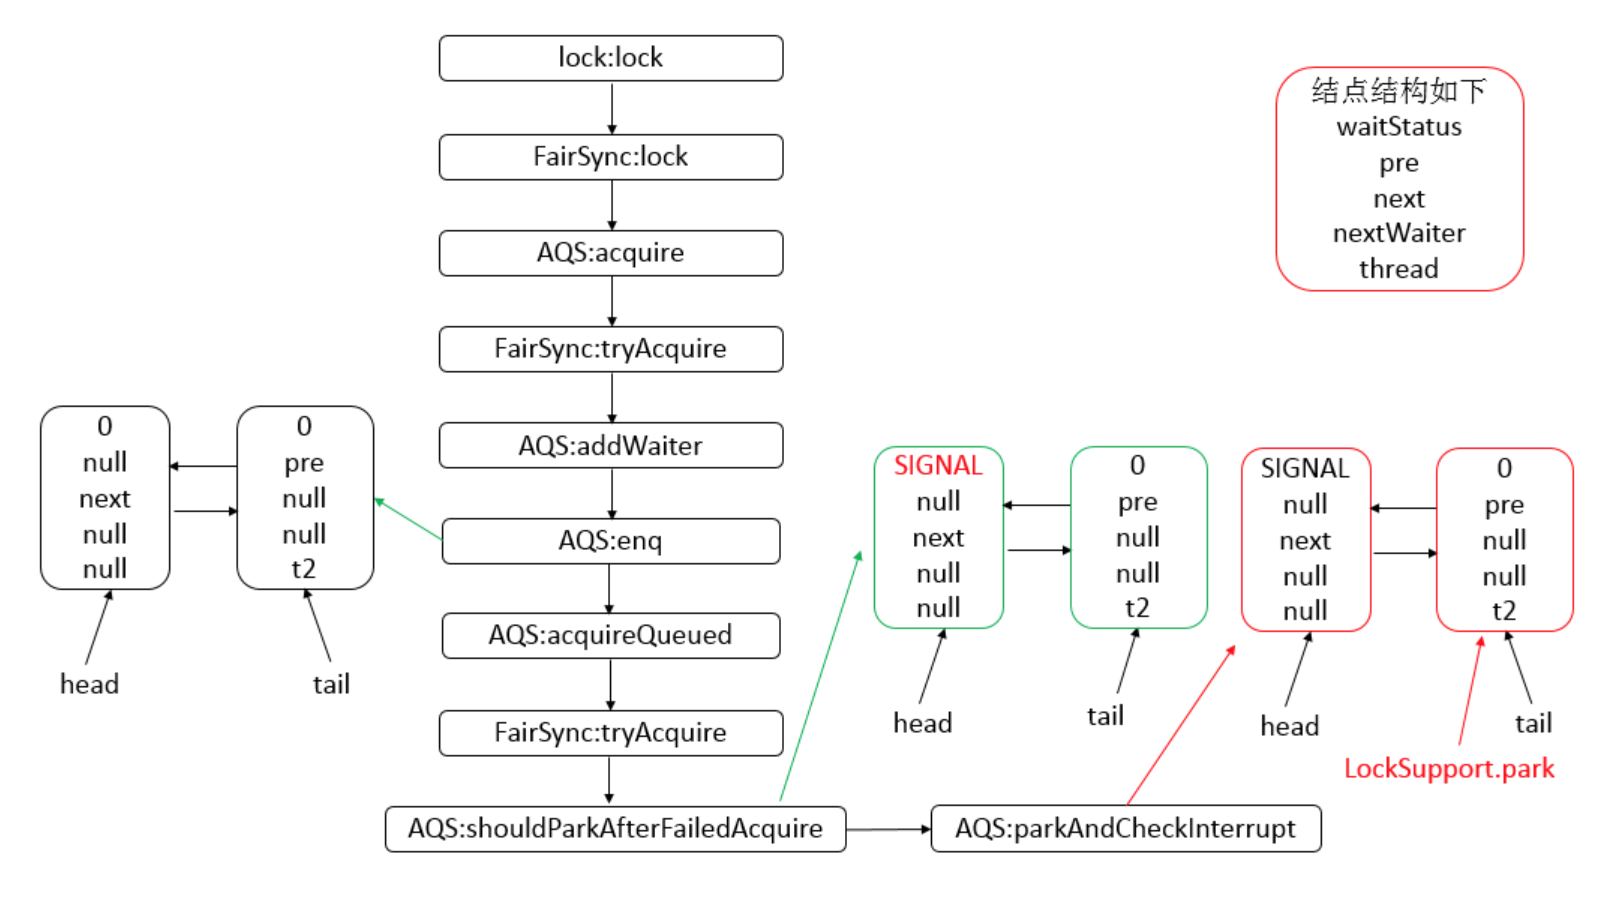 lock:lock
FairSync:lock
AQS:acquire
FairSync:tryAcquire
AQS:addWaiter
AQS:enq
AQS:acquireQueued
FairSync:tryAcquire
AQS:shouldParkAfterFailedAcquire
AQS:parkAndCheckInterrupt
结点结构如下
waitStatus
pre
next
nextWaiter
thread
0
null
next
null
null
head
0
pre
null
null
t2
tail
SIGNAL
null
next
null
null
head
0
pre
null
null
t2
tail
SIGNAL
null
next
null
null
head
0
pre
null
null
t2
tail
LockSupport.park